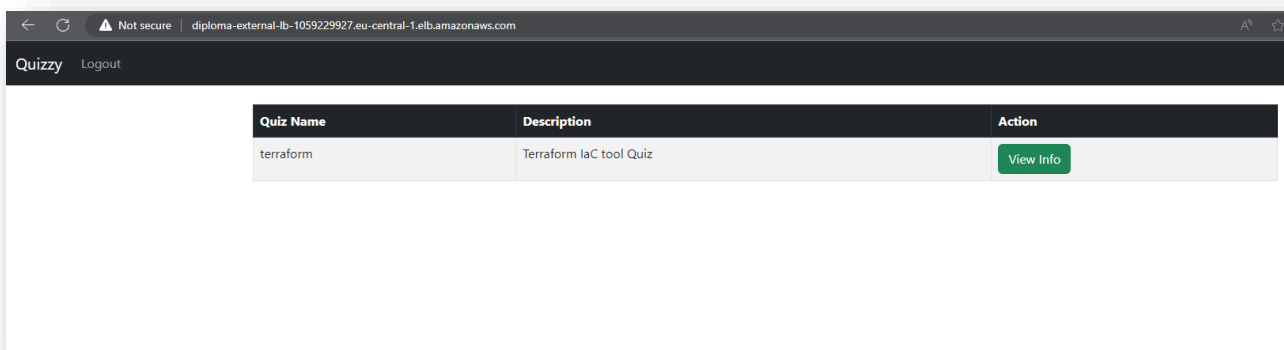 Not secure diploma-external-lb-1059229927.eu-central-1.elb.amazonaws.com
Quizzy Logout
Quiz Name Description Action
terraform Terraform IaC tool Quiz View Info